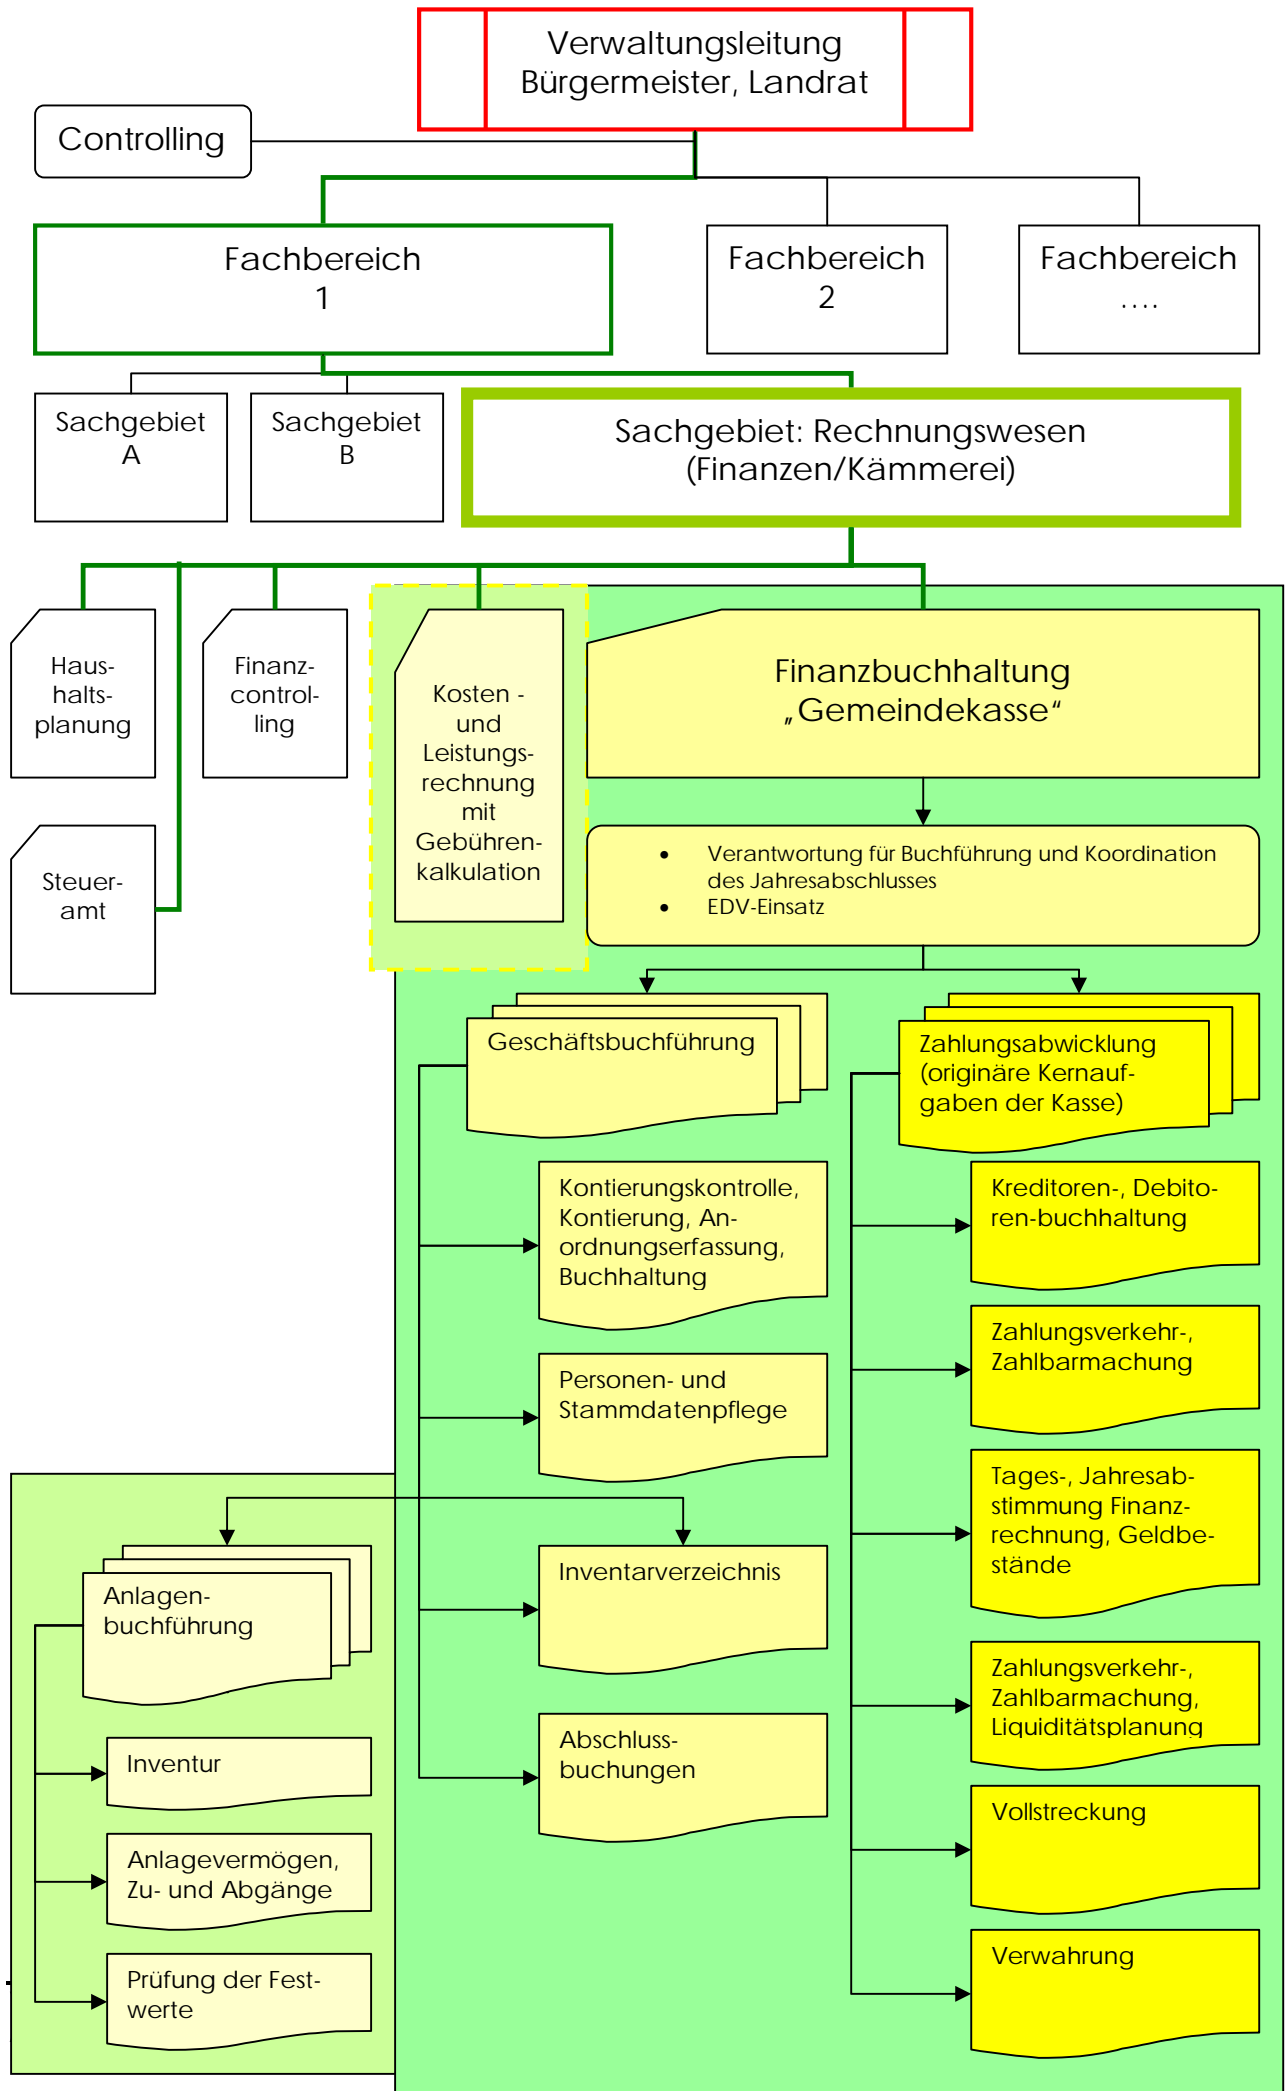 Verwaltungsleitung
Bürgermeister, Landrat
Controlling
Fachbereich
1
Fachbereich
2
Fachbereich
....
Sachgebiet
A
Sachgebiet
B
Sachgebiet: Rechnungswesen
(Finanzen/Kämmerei)
Haus-
halts-
planung
Finanz-
control-
ling
Kosten -
und
Leistungs-
rechnung
mit
Gebühren-
kalkulation
Finanzbuchhaltung
„Gemeindekasse“
Steuer-
amt
• Verantwortung für Buchführung und Koordination
des Jahresabschlusses
• EDV-Einsatz
Geschäftsbuchführung
Zahlungsabwicklung
(originäre Kernauf-
gaben der Kasse)
Kontierungskontrolle,
Kontierung, An-
ordnungserfassung,
Buchhaltung
Personen- und
Stammdatenpflege
Inventarverzeichnis
Abschluss-
buchungen
Kreditoren-, Debito-
ren-buchhaltung
Zahlungsverkehr-,
Zahlbarmachung
Tages-, Jahresab-
stimmung Finanz-
rechnung, Geldbe-
stände
Zahlungsverkehr-,
Zahlbarmachung,
Liquiditätsplanung
Vollstreckung
Verwahrung
Anlagen-
buchführung
Inventur
Anlagevermögen,
Zu- und Abgänge
Prüfung der Fest-
werte